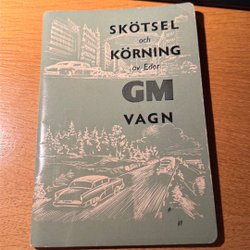 SKÖTSEL
och
KÖRNING
av Eder
GM
VAGN